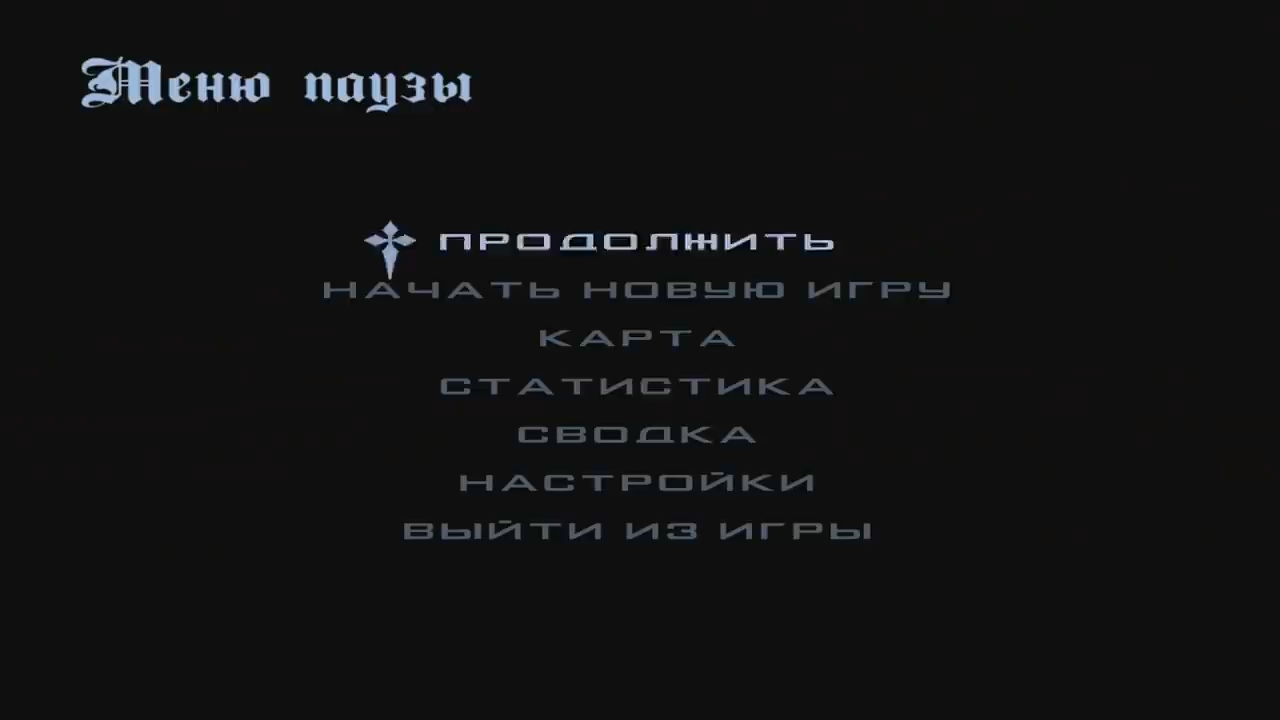 Меню паузы
ПРОДОЛЖИТЬ
НАЧАТЬ НОВУЮ ИГРУ
КАРТА
СТАТИСТИКА
СВОДКА
НАСТРОЙКИ
ВЫЙТИ ИЗ ИГРЫ